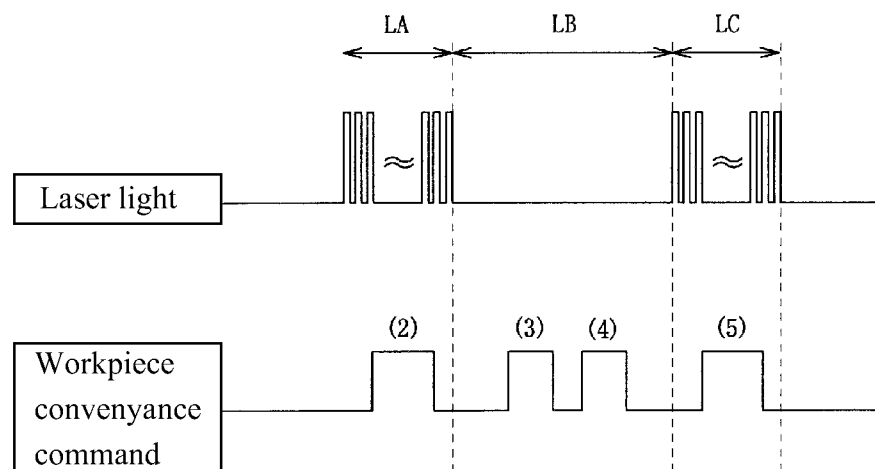 LA LB LC
Laser light
(2) (3) (4) (5)
Workpiece
convenyance
command